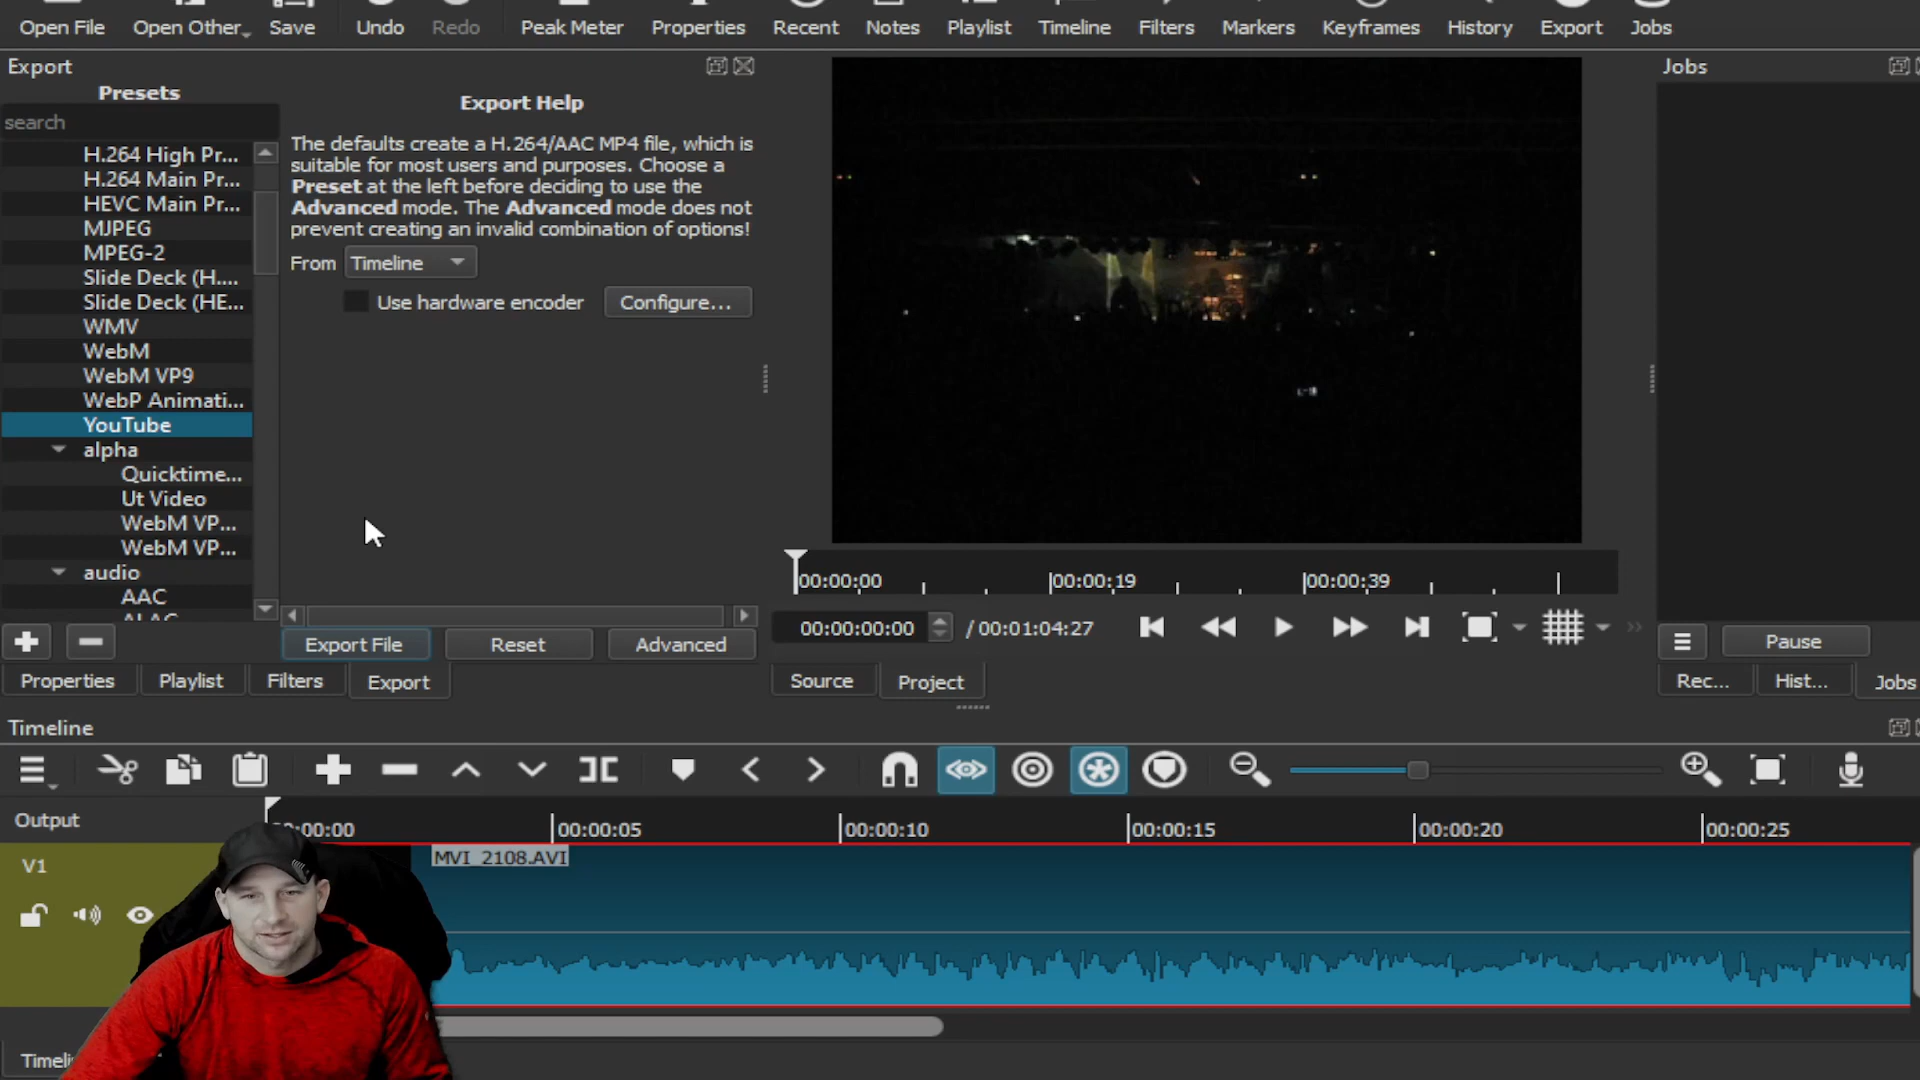 Open File Open Other Save Undo Redo Peak Meter Properties Recent Notes Playlist Timeline Filters Markers Keyframes History Export Jobs
Export
Presets
search
H.264 High Pr...
H.264 Main Pr...
HEVC Main Pr...
MJPEG
MPEG-2
Slide Deck (H....
Slide Deck (HE...
WMV
WebM
WebM VP9
WebP Animati...
YouTube
alpha
Quicktime...
Ut Video
WebM VP...
WebM VP...
audio
AAC
ALAC
Export Help
The defaults create a H.264/AAC MP4 file, which is
suitable for most users and purposes. Choose a
Preset at the left before deciding to use the
Advanced mode. The Advanced mode does not
prevent creating an invalid combination of options!
From Timeline
Use hardware encoder Configure...
Export File Reset Advanced
Properties Playlist Filters Export
00:00:00 00:00:19 00:00:39
00:00:00:00 / 00:01:04:27
Source Project
Jobs
Pause
Rec... Hist... Jobs
Timeline
Output
00:00:00 00:00:05 00:00:10 00:00:15 00:00:20 00:00:25
V1
MVI_2108.AVI